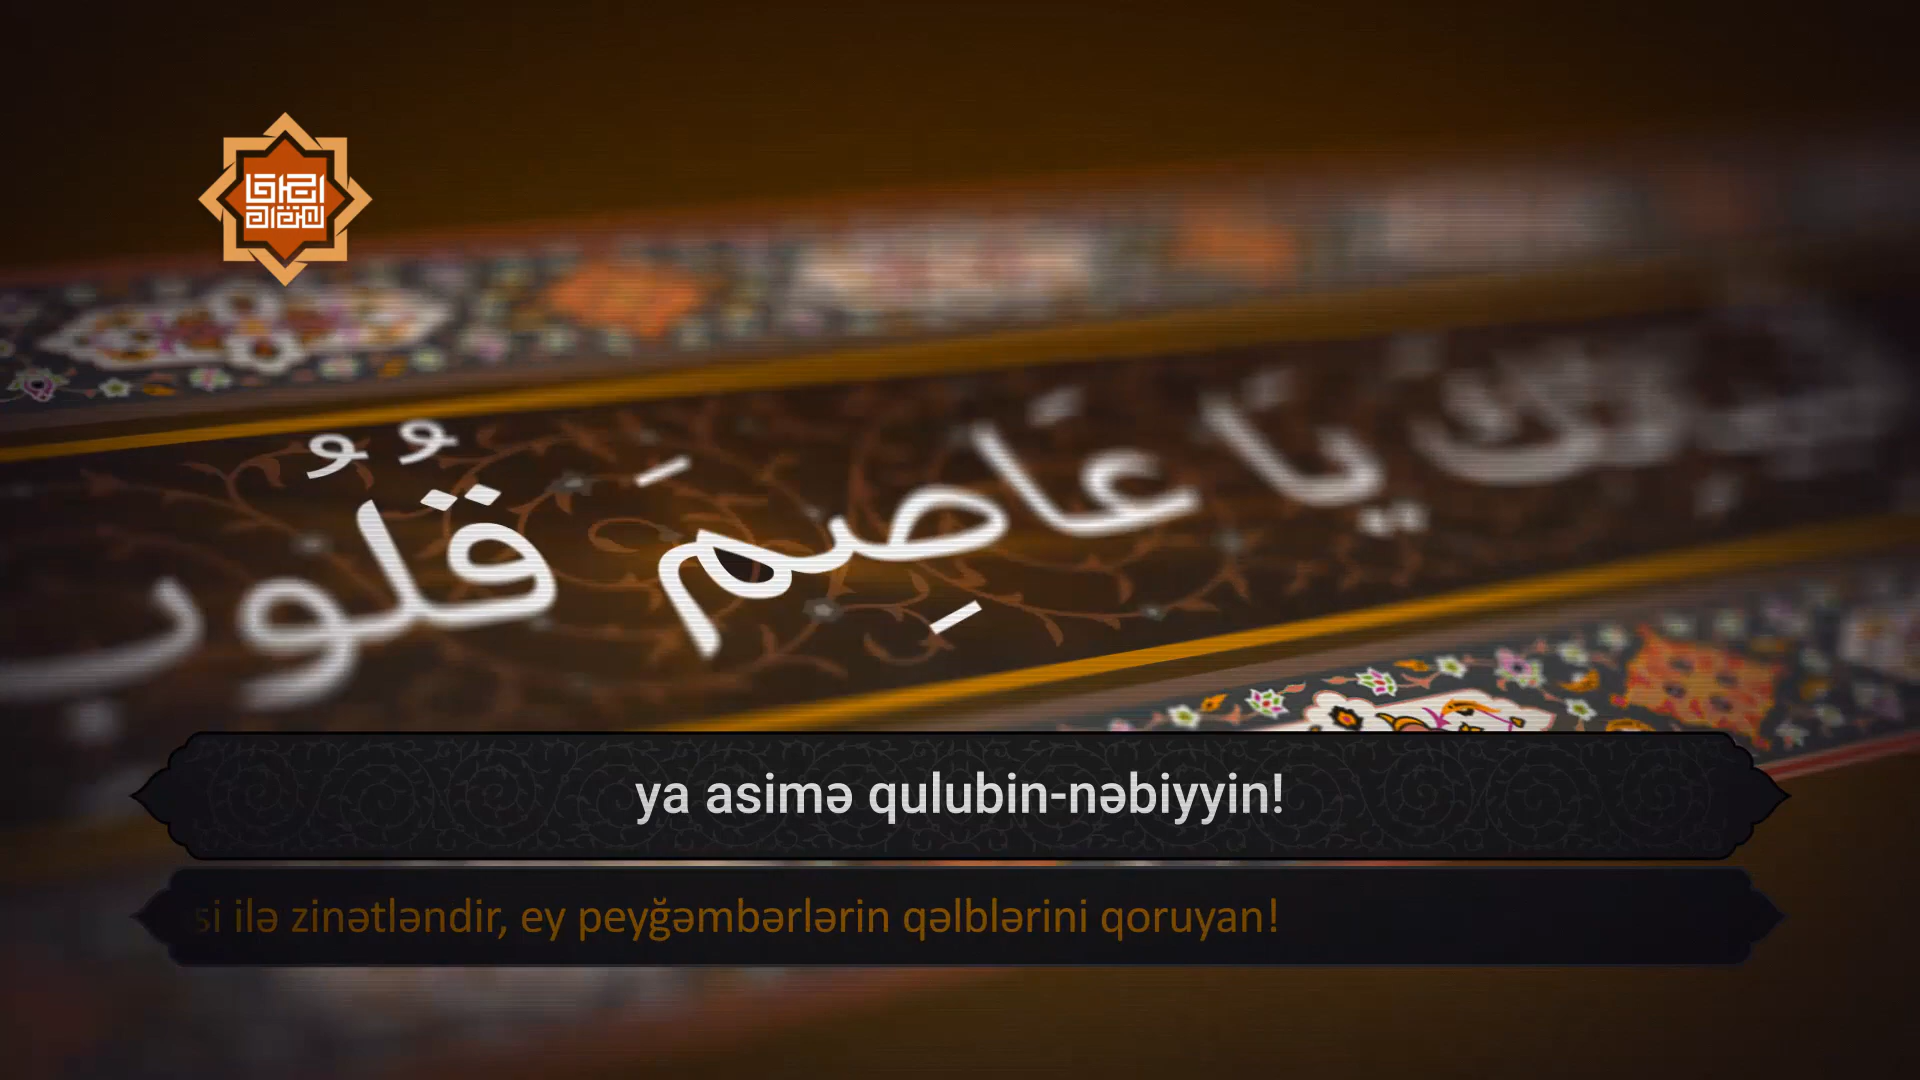 يَا عَاصِمَ قُلُوبِ
ya asimə qulubin-nəbiyyin!
si ilə zinətləndir, ey peyğəmbərlərin qəlblərini qoruyan!